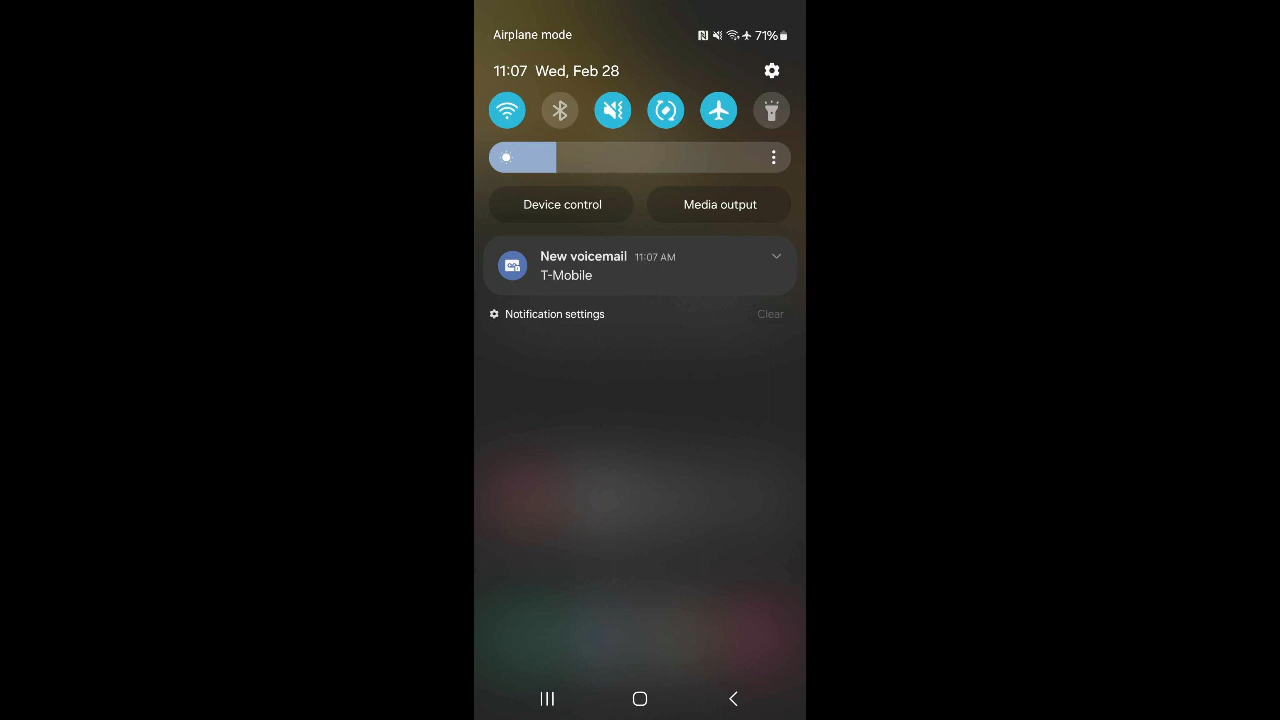 Airplane mode
71%
11:07 Wed, Feb 28
Device control
Media output
New voicemail 11:07 AM
T-Mobile
Notification settings
Clear